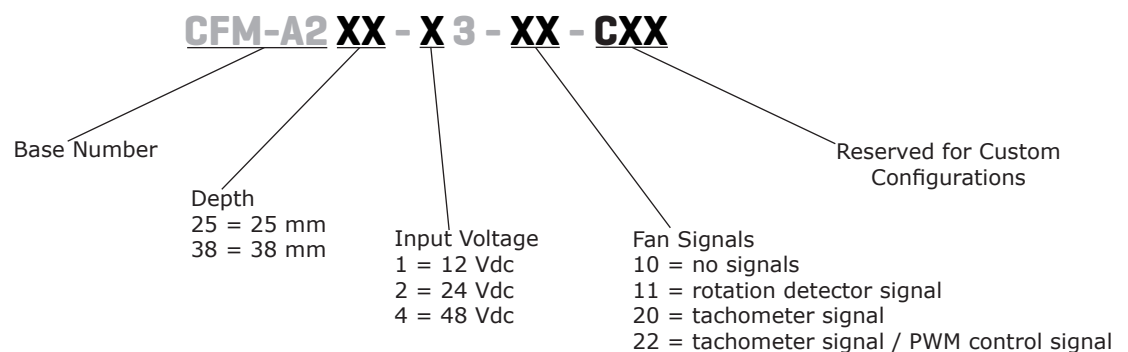 CFM-A2 XX - X 3 - XX - CXX
Base Number
Depth
25 = 25 mm
38 = 38 mm
Input Voltage
1 = 12 Vdc
2 = 24 Vdc
4 = 48 Vdc
Fan Signals
10 = no signals
11 = rotation detector signal
20 = tachometer signal
22 = tachometer signal / PWM control signal
Reserved for Custom
Configurations